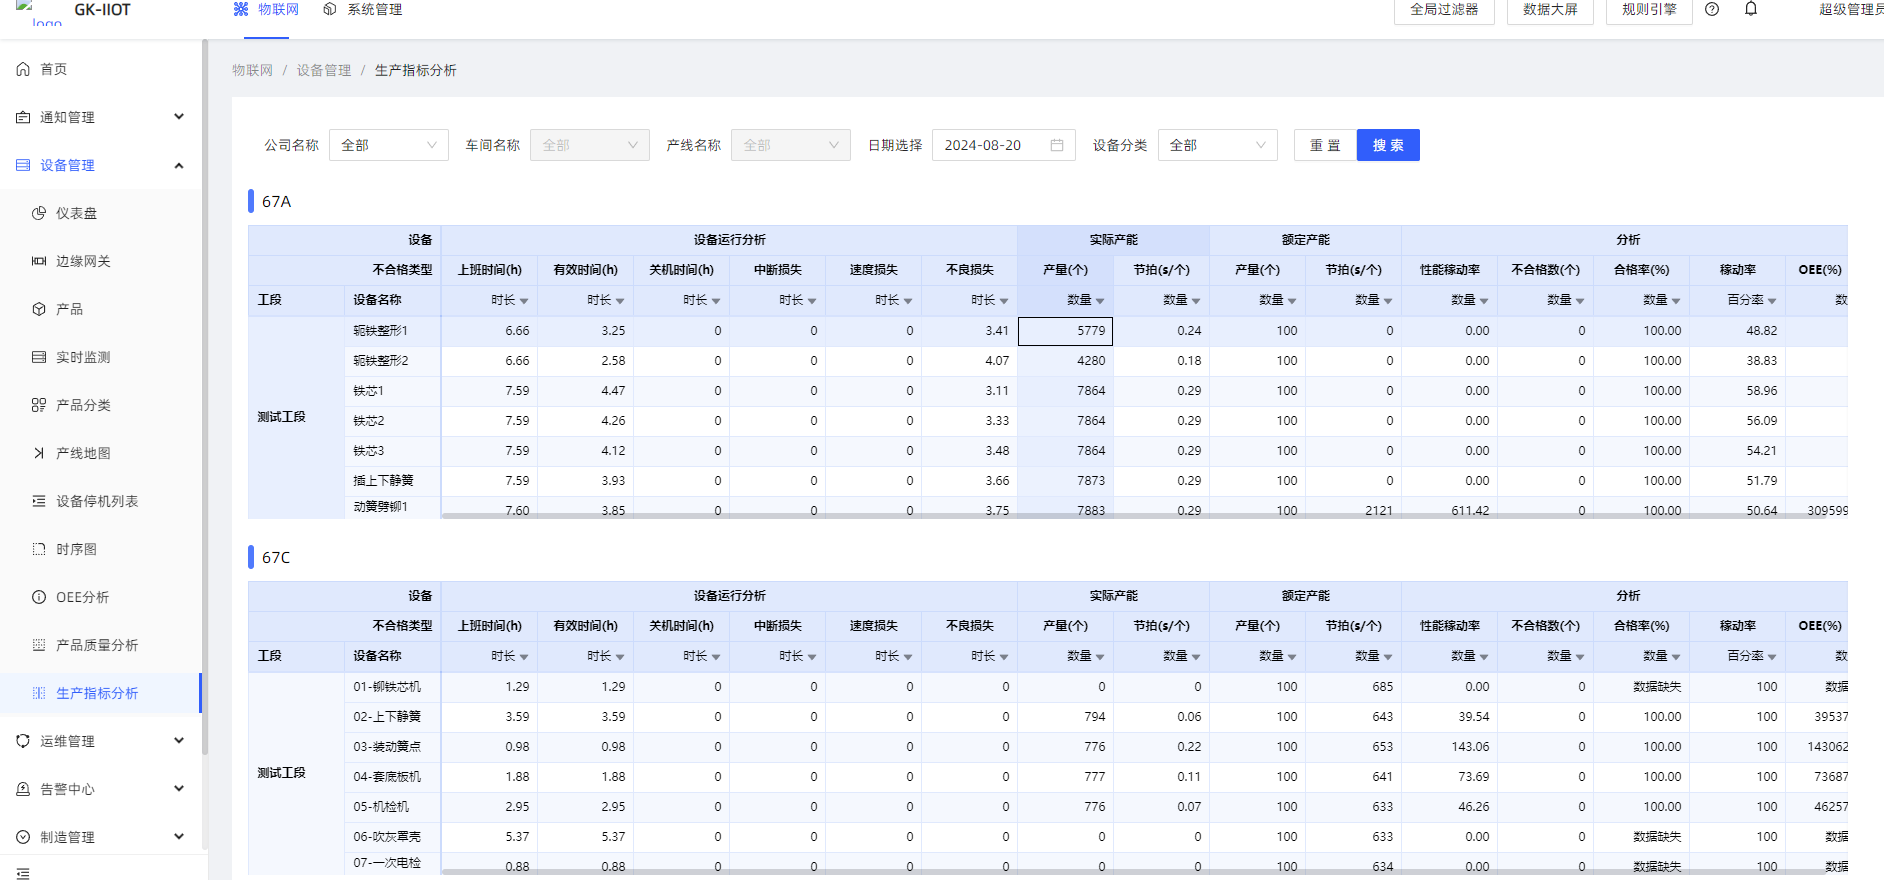 logo
GK-IIOT
物联网
系统管理
全局过滤器
数据大屏
规则引擎
超级管理员
首页
通知管理
设备管理
仪表盘
边缘网关
产品
实时监测
产品分类
产线地图
设备停机列表
时序图
OEE分析
产品质量分析
生产指标分析
运维管理
告警中心
制造管理
物联网 / 设备管理 / 生产指标分析
公司名称 全部 车间名称 全部 产线名称 全部 日期选择 2024-08-20 设备分类 全部 重 置 搜 索
67A
设备 设备运行分析 实际产能 额定产能 分析
不合格类型 上班时间(h) 有效时间(h) 关机时间(h) 中断损失 速度损失 不良损失 产量(个) 节拍(s/个) 产量(个) 节拍(s/个) 性能稼动率 不合格数(个) 合格率(%) 稼动率 OEE(%)
工段 设备名称 时长 时长 时长 时长 时长 时长 数量 数量 数量 数量 数量 数量 数量 百分率 数
测试工段
轭铁整形1 6.66 3.25 0 0 0 3.41 5779 0.24 100 0 0.00 0 100.00 48.82
轭铁整形2 6.66 2.58 0 0 0 4.07 4280 0.18 100 0 0.00 0 100.00 38.83
铁芯1 7.59 4.47 0 0 0 3.11 7864 0.29 100 0 0.00 0 100.00 58.96
铁芯2 7.59 4.26 0 0 0 3.33 7864 0.29 100 0 0.00 0 100.00 56.09
铁芯3 7.59 4.12 0 0 0 3.48 7864 0.29 100 0 0.00 0 100.00 54.21
插上下静簧 7.59 3.93 0 0 0 3.66 7873 0.29 100 0 0.00 0 100.00 51.79
动簧劈铆1 7.60 3.85 0 0 0 3.75 7883 0.29 100 2121 611.42 0 100.00 50.64 309599
67C
设备 设备运行分析 实际产能 额定产能 分析
不合格类型 上班时间(h) 有效时间(h) 关机时间(h) 中断损失 速度损失 不良损失 产量(个) 节拍(s/个) 产量(个) 节拍(s/个) 性能稼动率 不合格数(个) 合格率(%) 稼动率 OEE(%)
工段 设备名称 时长 时长 时长 时长 时长 时长 数量 数量 数量 数量 数量 数量 数量 百分率 数
测试工段
01-铆铁芯机 1.29 1.29 0 0 0 0 0 0 100 685 0.00 0 数据缺失 100 数据
02-上下静簧 3.59 3.59 0 0 0 0 794 0.06 100 643 39.54 0 100.00 100 39537
03-装动簧点 0.98 0.98 0 0 0 0 776 0.22 100 653 143.06 0 100.00 100 143062
04-套底板机 1.88 1.88 0 0 0 0 777 0.11 100 641 73.69 0 100.00 100 73687
05-机检机 2.95 2.95 0 0 0 0 776 0.07 100 633 46.26 0 100.00 100 46257
06-吹灰罩壳 5.37 5.37 0 0 0 0 0 0 100 633 0.00 0 数据缺失 100 数据
07-一次电检 0.88 0.88 0 0 0 0 0 0 100 634 0.00 0 数据缺失 100 数据